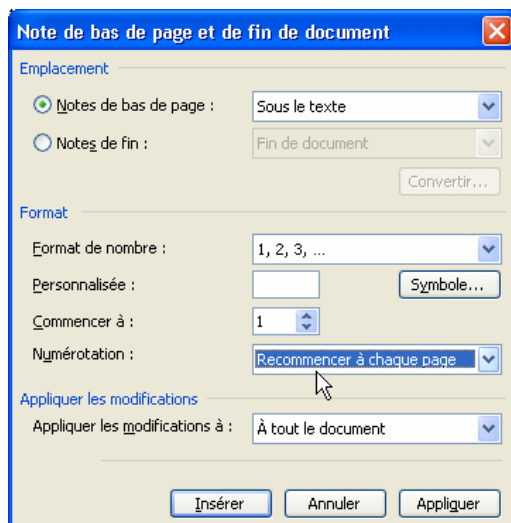 Note de bas de page et de fin de document
Emplacement
Notes de bas de page : Sous le texte
Notes de fin : Fin de document
Convertir...
Format
Format de nombre : 1, 2, 3, ...
Personnalisée : Symbole...
Commencer à : 1
Numérotation : Recommencer à chaque page
Appliquer les modifications
Appliquer les modifications à : À tout le document
Insérer Annuler Appliquer